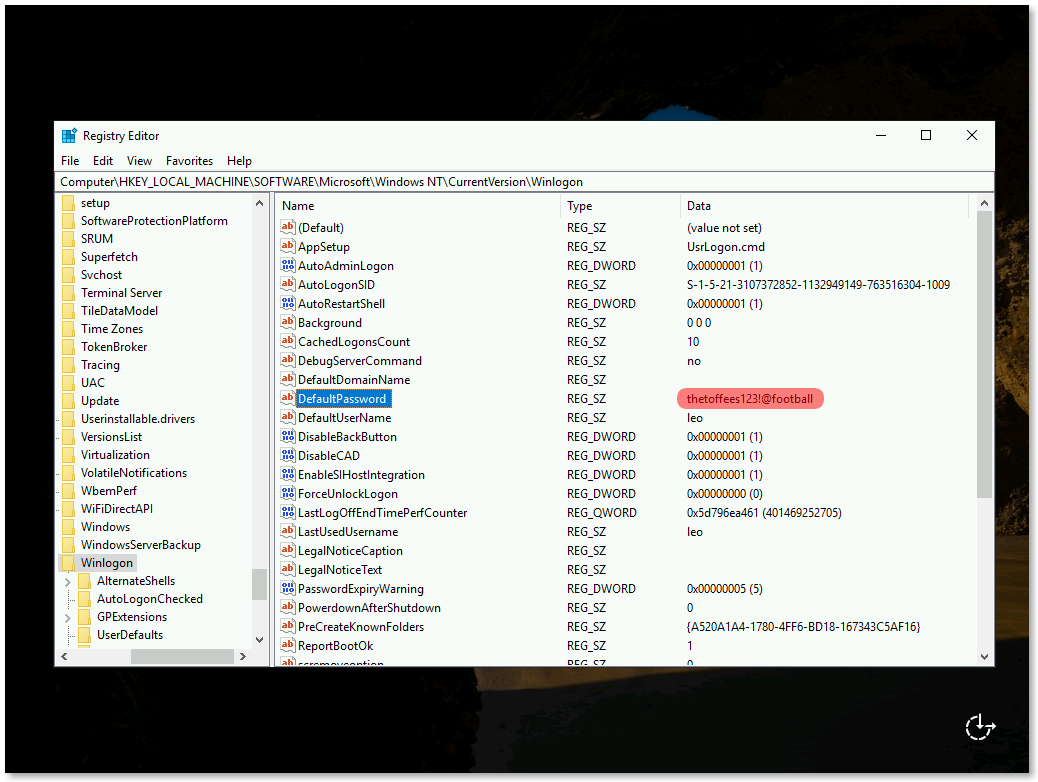 Registry Editor
File Edit View Favorites Help
Computer\HKEY_LOCAL_MACHINE\SOFTWARE\Microsoft\Windows NT\CurrentVersion\Winlogon
setup
SoftwareProtectionPlatform
SRUM
Superfetch
Svchost
Terminal Server
TileDataModel
Time Zones
TokenBroker
Tracing
UAC
Update
Userinstallable.drivers
VersionsList
Virtualization
VolatileNotifications
WbemPerf
WiFiDirectAPI
Windows
WindowsServerBackup
Winlogon
AlternateShells
AutoLogonChecked
GPExtensions
UserDefaults
Name Type Data
(Default) REG_SZ (value not set)
AppSetup REG_SZ UsrLogon.cmd
AutoAdminLogon REG_DWORD 0x00000001 (1)
AutoLogonSID REG_SZ S-1-5-21-3107372852-1132949149-763516304-1009
AutoRestartShell REG_DWORD 0x00000001 (1)
Background REG_SZ 0 0 0
CachedLogonsCount REG_SZ 10
DebugServerCommand REG_SZ no
DefaultDomainName REG_SZ
DefaultPassword REG_SZ thetoffees123!@football
DefaultUserName REG_SZ leo
DisableBackButton REG_DWORD 0x00000001 (1)
DisableCAD REG_DWORD 0x00000001 (1)
EnableSIHostIntegration REG_DWORD 0x00000001 (1)
ForceUnlockLogon REG_DWORD 0x00000000 (0)
LastLogOffEndTimePerfCounter REG_QWORD 0x5d796ea461 (401469252705)
LastUsedUsername REG_SZ leo
LegalNoticeCaption REG_SZ
LegalNoticeText REG_SZ
PasswordExpiryWarning REG_DWORD 0x00000005 (5)
PowerdownAfterShutdown REG_SZ 0
PreCreateKnownFolders REG_SZ {A520A1A4-1780-4FF6-BD18-167343C5AF16}
ReportBootOk REG_SZ 1
scremoveoption REG_SZ 0